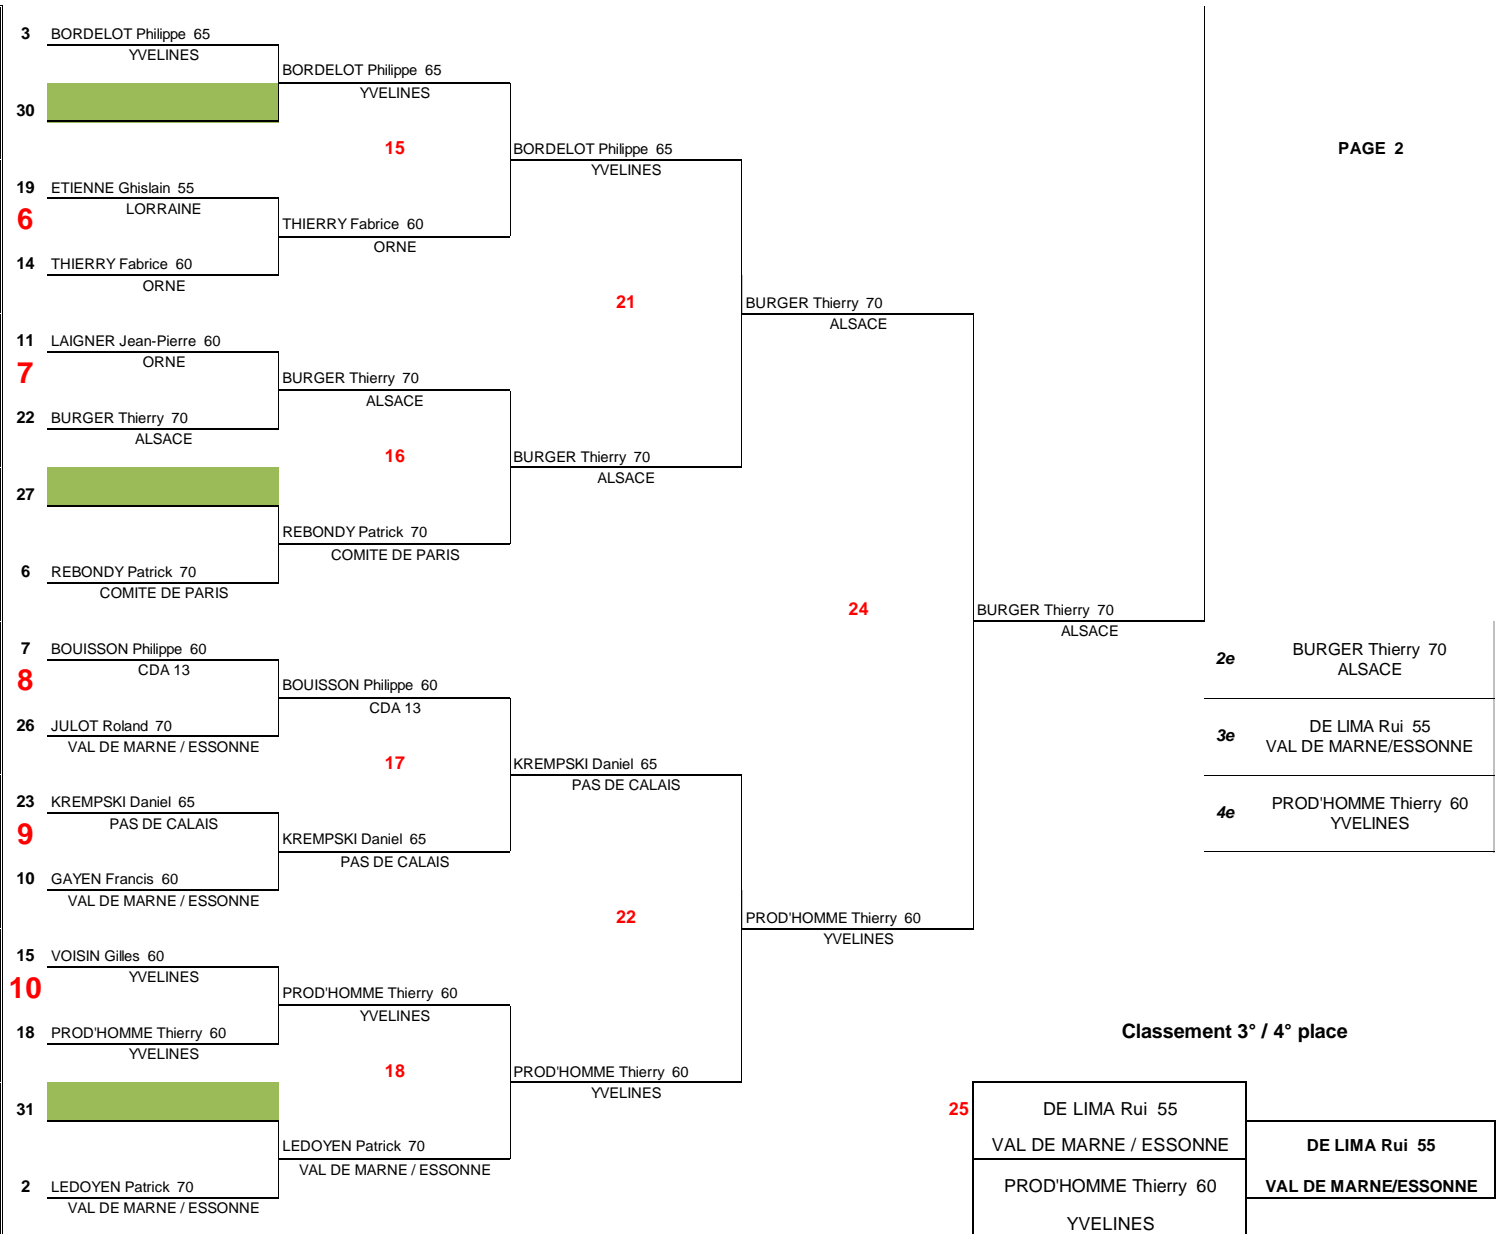 3 BORDELOT Philippe 65
YVELINES
BORDELOT Philippe 65
YVELINES
30
15
BORDELOT Philippe 65
YVELINES
PAGE 2
19 ETIENNE Ghislain 55
LORRAINE
6
THIERRY Fabrice 60
ORNE
14 THIERRY Fabrice 60
ORNE
21
BURGER Thierry 70
ALSACE
11 LAIGNER Jean-Pierre 60
ORNE
7
BURGER Thierry 70
ALSACE
22 BURGER Thierry 70
ALSACE
16
BURGER Thierry 70
ALSACE
27
REBONDY Patrick 70
COMITE DE PARIS
6 REBONDY Patrick 70
COMITE DE PARIS
24
BURGER Thierry 70
ALSACE
7 BOUISSON Philippe 60
CDA 13
8
BOUISSON Philippe 60
CDA 13
26 JULOT Roland 70
VAL DE MARNE / ESSONNE
2e BURGER Thierry 70
ALSACE
3e DE LIMA Rui 55
VAL DE MARNE/ESSONNE
4e PROD'HOMME Thierry 60
YVELINES
17
KREMPSKI Daniel 65
PAS DE CALAIS
23 KREMPSKI Daniel 65
PAS DE CALAIS
9
KREMPSKI Daniel 65
PAS DE CALAIS
10 GAYEN Francis 60
VAL DE MARNE / ESSONNE
22
PROD'HOMME Thierry 60
YVELINES
15 VOISIN Gilles 60
YVELINES
10
PROD'HOMME Thierry 60
YVELINES
18 PROD'HOMME Thierry 60
YVELINES
18
PROD'HOMME Thierry 60
YVELINES
31
LEDOYEN Patrick 70
VAL DE MARNE / ESSONNE
2 LEDOYEN Patrick 70
VAL DE MARNE / ESSONNE
Classement 3° / 4° place
25 DE LIMA Rui 55
VAL DE MARNE / ESSONNE
DE LIMA Rui 55
VAL DE MARNE/ESSONNE
PROD'HOMME Thierry 60
YVELINES